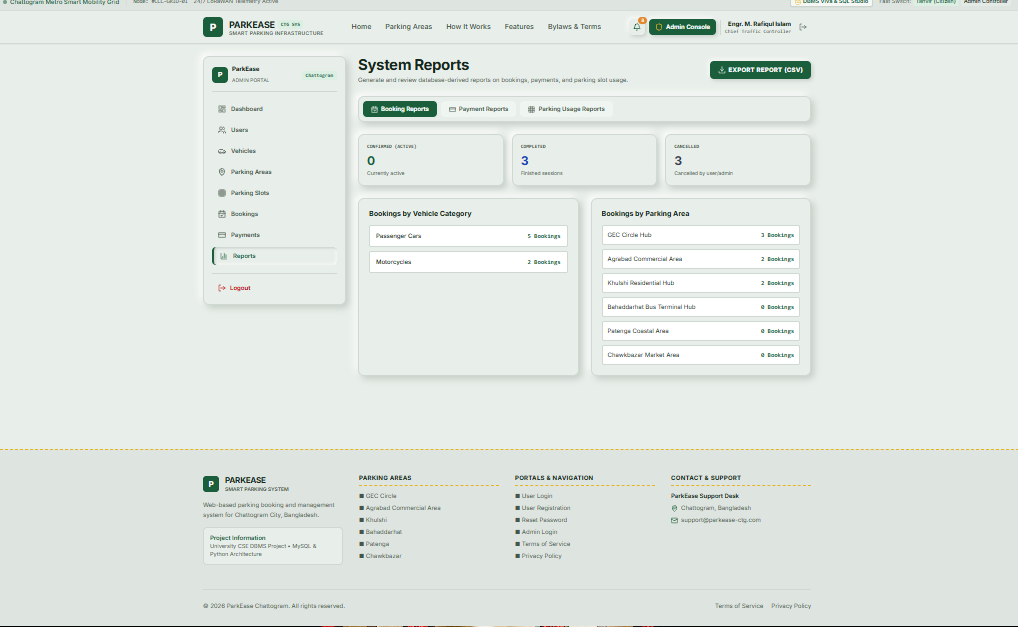 Chattogram Metro Smart Mobility Grid
24/7 LoRaWAN Telemetry Active
DBMS Viva & SQL Studio
Fast Switch:
(Citizen)
Admin Controller
P
PARKEASE
CTG SYS
SMART PARKING INFRASTRUCTURE
Home
Parking Areas
How It Works
Features
Bylaws & Terms
Admin Console
Engr. M. Rafiqul Islam
Chief Traffic Controller
P
ParkEase
ADMIN PORTAL
Chattogram
Dashboard
Users
Vehicles
Parking Areas
Parking Slots
Bookings
Payments
Reports
Logout
System Reports
Generate and review database-derived reports on bookings, payments, and parking slot usage.
EXPORT REPORT (CSV)
Booking Reports
Payment Reports
Parking Usage Reports
CONFIRMED (ACTIVE)
0
Currently active
COMPLETED
3
Finished sessions
CANCELLED
3
Cancelled by user/admin
Bookings by Vehicle Category
Passenger Cars 5 Bookings
Motorcycles 2 Bookings
Bookings by Parking Area
GEC Circle Hub 3 Bookings
Agrabad Commercial Area 2 Bookings
Khulshi Residential Hub 2 Bookings
Bahaddarhat Bus Terminal Hub 0 Bookings
Patenga Coastal Area 0 Bookings
Chawkbazar Market Area 0 Bookings
P
PARKEASE
SMART PARKING SYSTEM
Web-based parking booking and management
system for Chattogram City, Bangladesh.
Project Information
University CSE DBMS Project • MySQL &
Python Architecture
PARKING AREAS
GEC Circle
Agrabad Commercial Area
Khulshi
Bahaddarhat
Patenga
Chawkbazar
PORTALS & NAVIGATION
User Login
User Registration
Reset Password
Admin Login
Terms of Service
Privacy Policy
CONTACT & SUPPORT
ParkEase Support Desk
Chattogram, Bangladesh
support@parkease-ctg.com
© 2026 ParkEase Chattogram. All rights reserved.
Terms of Service
Privacy Policy